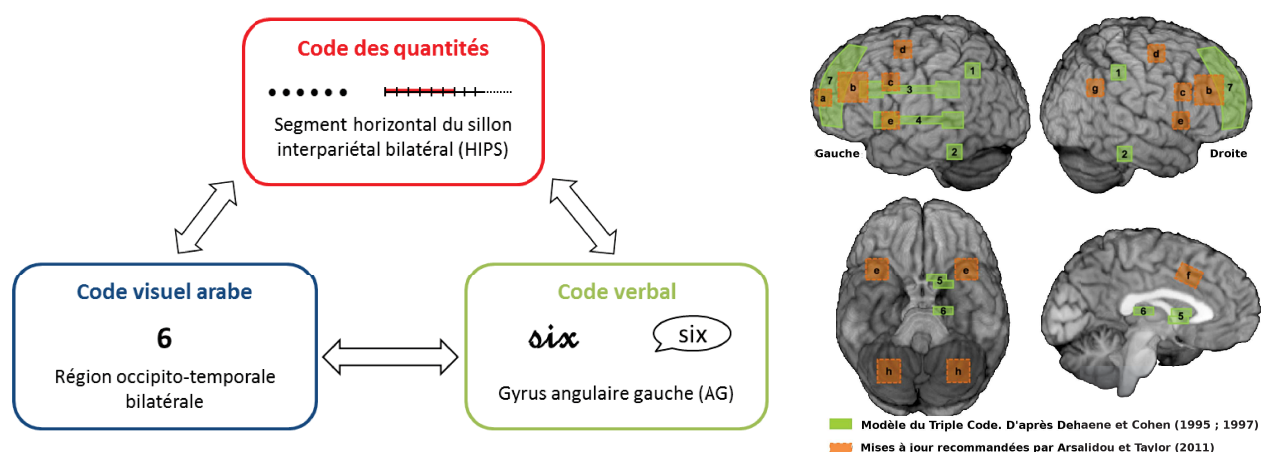 Code des quantités
Segment horizontal du sillon
interpariétal bilatéral (HIPS)
Code visuel arabe
6
Région occipito-temporale
bilatérale
Code verbal
six
six
Gyrus angulaire gauche (AG)
d
1
7
b
c
a
3
e
4
2
Gauche
d
1
g
c
b
7
e
2
Droite
e
e
5
6
h
h
f
6
5
Modèle du Triple Code. D'après Dehaene et Cohen (1995 ; 1997)
Mises à jour recommandées par Arsalidou et Taylor (2011)